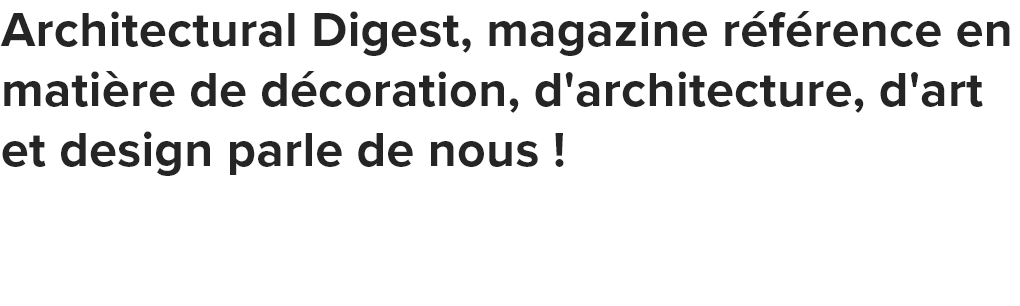 Architectural Digest, magazine référence en
matière de décoration, d'architecture, d'art
et design parle de nous !